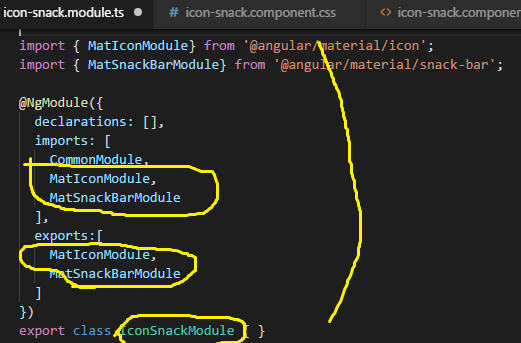 icon-snack.module.ts ● # icon-snack.component.css <> icon-snack.componen
import { MatIconModule} from '@angular/material/icon';
import { MatSnackBarModule} from '@angular/material/snack-bar';
@NgModule({
declarations: [],
imports: [
CommonModule,
MatIconModule,
MatSnackBarModule
],
exports:[
MatIconModule,
MatSnackBarModule
]
})
export class IconSnackModule { }